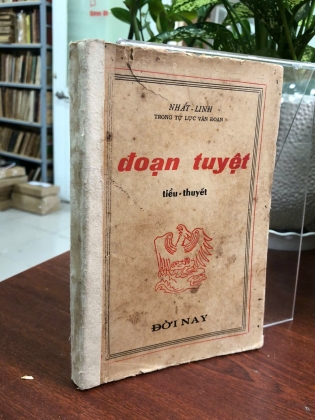 NHẤT-LINH
TRONG TỰ LỰC VĂN ĐOÀN
đoạn tuyệt
tiểu-thuyết
ĐỜI NAY